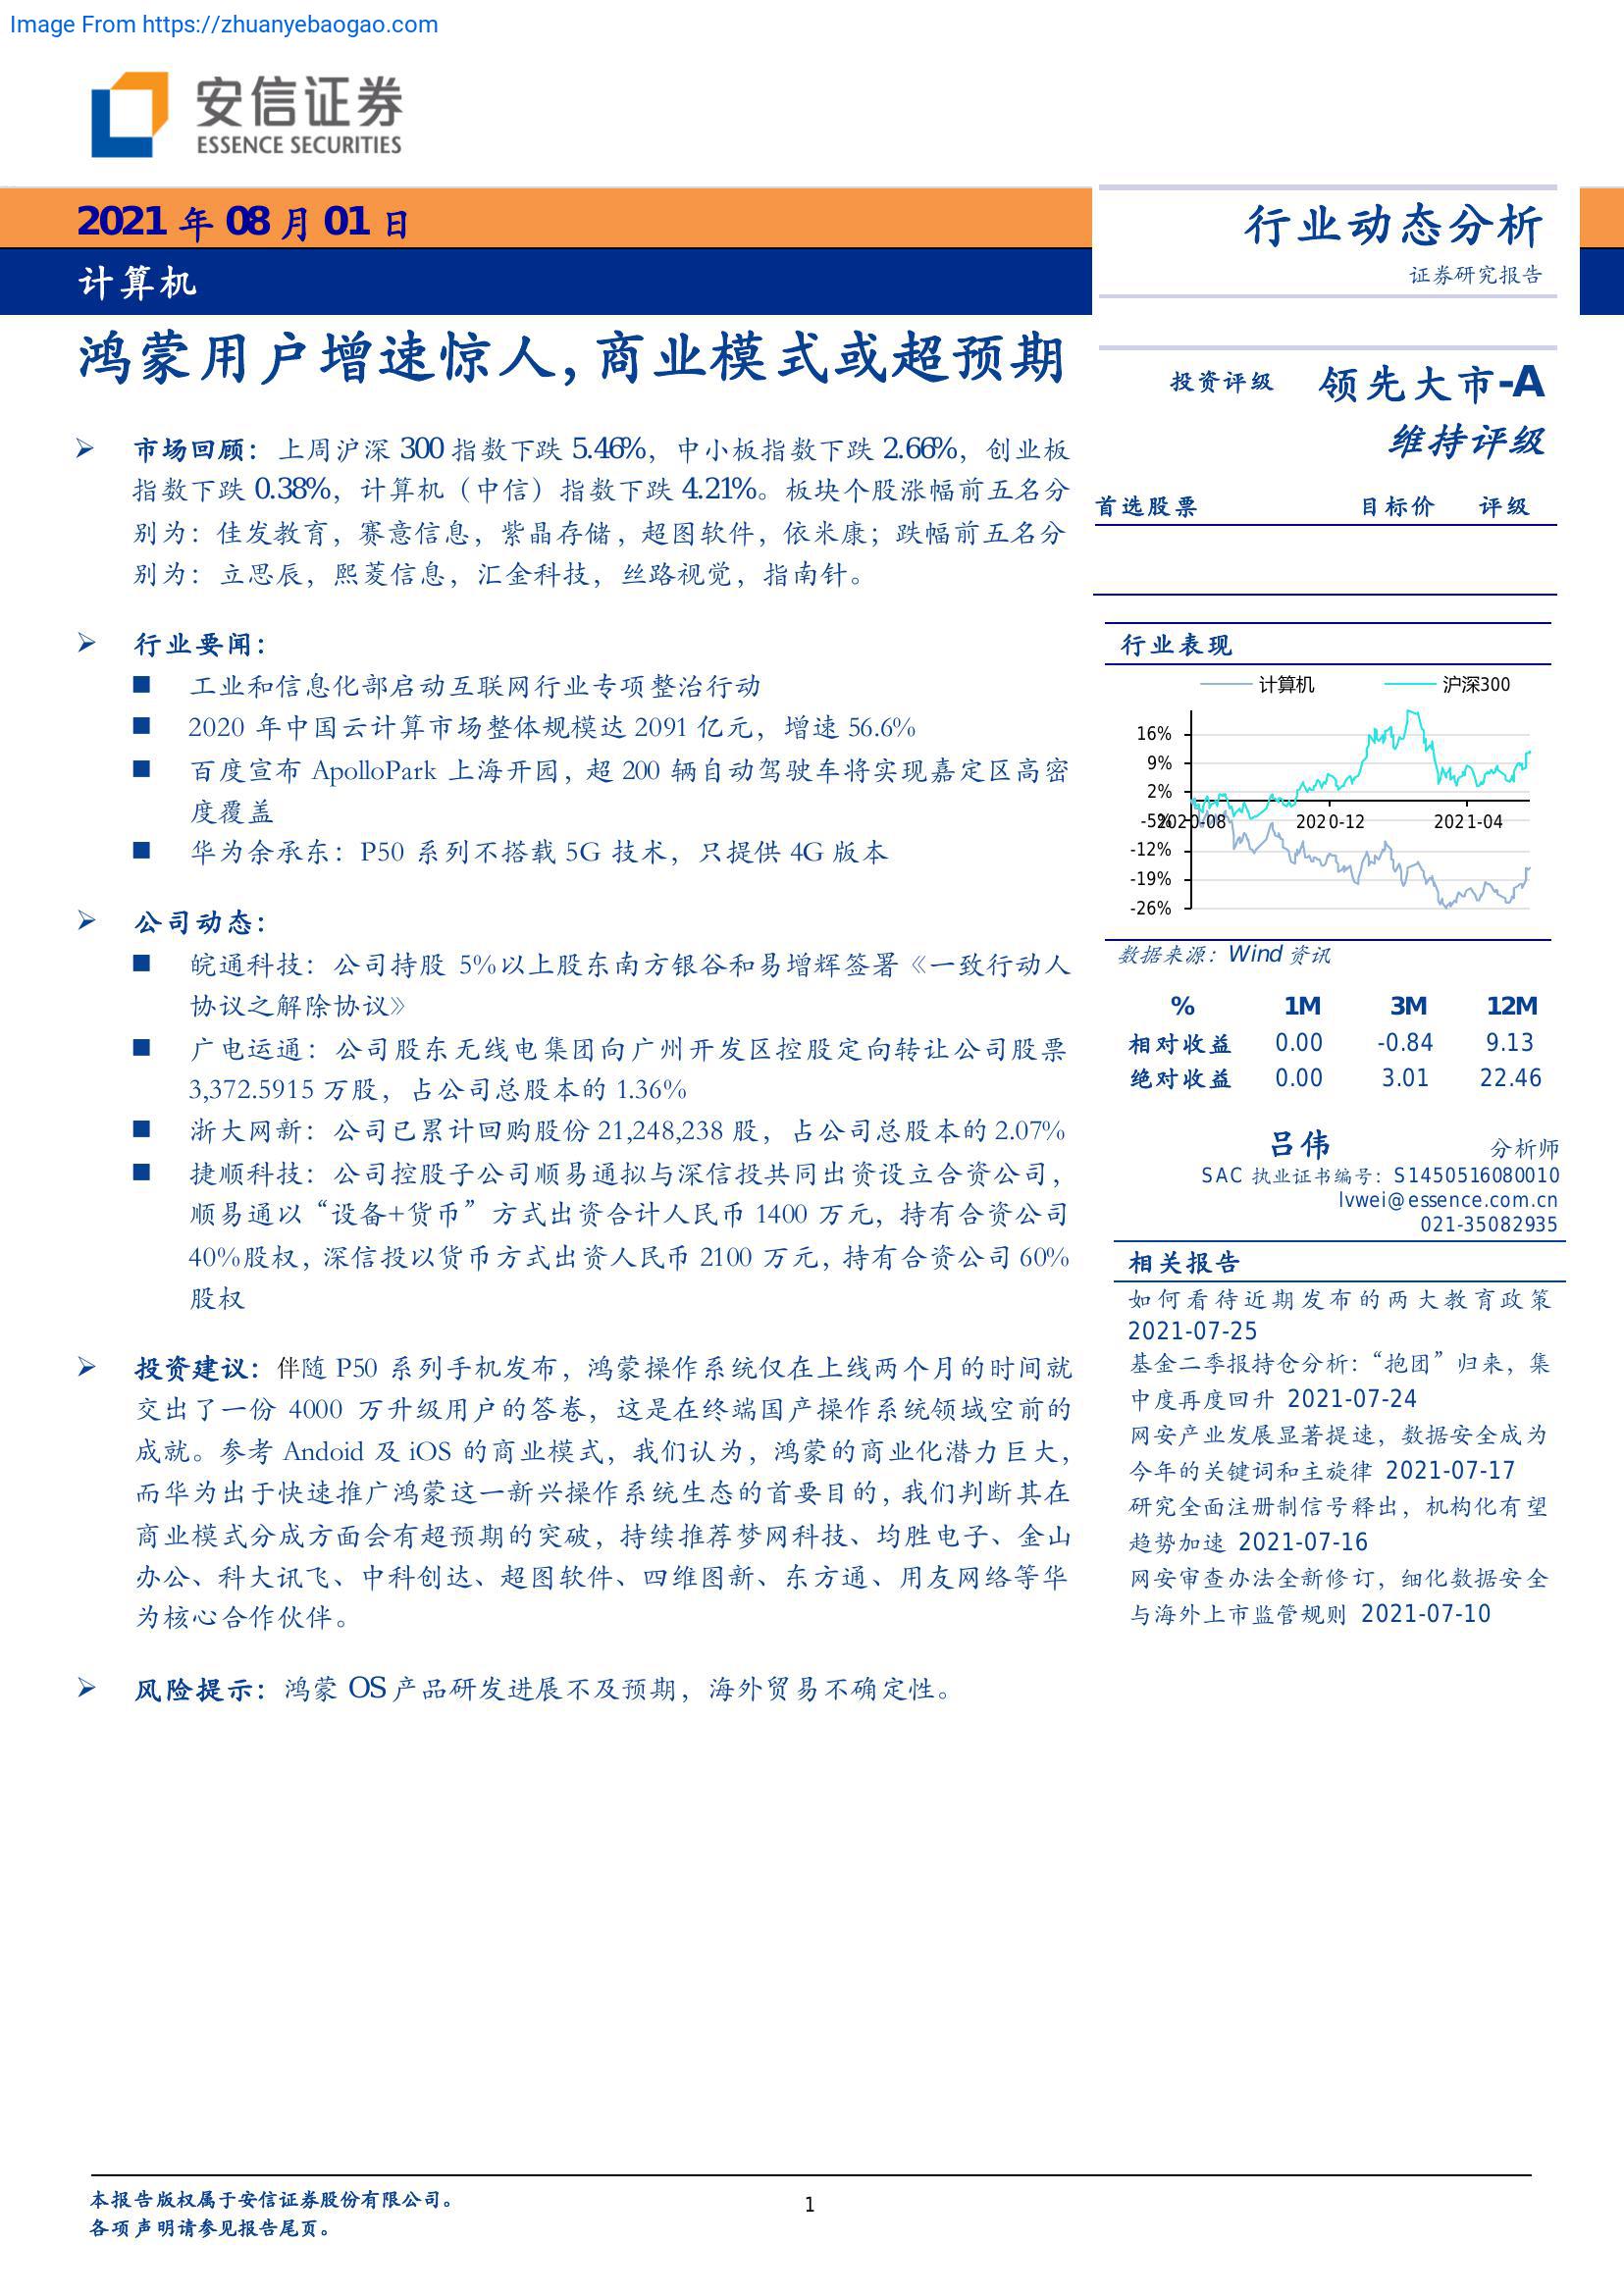 Image From https://zhuanyebaogao.com
安信证券
ESSENCE SECURITIES
2021 年 08 月 01 日
计算机
行业动态分析
证券研究报告
鸿蒙用户增速惊人，商业模式或超预期
市场回顾：上周沪深 300 指数下跌 5.46%，中小板指数下跌 2.66%，创业板
指数下跌 0.38%，计算机（中信）指数下跌 4.21%。板块个股涨幅前五名分
别为：佳发教育，赛意信息，紫晶存储，超图软件，依米康；跌幅前五名分
别为：立思辰，熙菱信息，汇金科技，丝路视觉，指南针。
行业要闻：
工业和信息化部启动互联网行业专项整治行动
2020 年中国云计算市场整体规模达 2091 亿元，增速 56.6%
百度宣布 ApolloPark 上海开园，超 200 辆自动驾驶车将实现嘉定区高密
度覆盖
华为余承东：P50 系列不搭载 5G 技术，只提供 4G 版本
公司动态：
皖通科技：公司持股 5%以上股东南方银谷和易增辉签署《一致行动人
协议之解除协议》
广电运通：公司股东无线电集团向广州开发区控股定向转让公司股票
3,372.5915 万股，占公司总股本的 1.36%
浙大网新：公司已累计回购股份 21,248,238 股，占公司总股本的 2.07%
捷顺科技：公司控股子公司顺易通拟与深信投共同出资设立合资公司，
顺易通以“设备+货币”方式出资合计人民币 1400 万元，持有合资公司
40%股权，深信投以货币方式出资人民币 2100 万元，持有合资公司 60%
股权
投资建议：伴随 P50 系列手机发布，鸿蒙操作系统仅在上线两个月的时间就
交出了一份 4000 万升级用户的答卷，这是在终端国产操作系统领域空前的
成就。参考 Andoid 及 iOS 的商业模式，我们认为，鸿蒙的商业化潜力巨大，
而华为出于快速推广鸿蒙这一新兴操作系统生态的首要目的，我们判断其在
商业模式分成方面会有超预期的突破，持续推荐梦网科技、均胜电子、金山
办公、科大讯飞、中科创达、超图软件、四维图新、东方通、用友网络等华
为核心合作伙伴。
风险提示：鸿蒙 OS 产品研发进展不及预期，海外贸易不确定性。
投资评级 领先大市-A
维持评级
首选股票 目标价 评级
行业表现
计算机 沪深300
16%
9%
2%
-5%
-12%
-19%
-26%
2020-08 2020-12 2021-04
数据来源：Wind 资讯
% 1M 3M 12M
相对收益 0.00 -0.84 9.13
绝对收益 0.00 3.01 22.46
吕伟 分析师
SAC 执业证书编号：S1450516080010
lvwei@essence.com.cn
021-35082935
相关报告
如何看待近期发布的两大教育政策
2021-07-25
基金二季报持仓分析：“抱团”归来，集
中度再度回升 2021-07-24
网安产业发展显著提速，数据安全成为
今年的关键词和主旋律 2021-07-17
研究全面注册制信号释出，机构化有望
趋势加速 2021-07-16
网安审查办法全新修订，细化数据安全
与海外上市监管规则 2021-07-10
本报告版权属于安信证券股份有限公司。
各项声明请参见报告尾页。
1